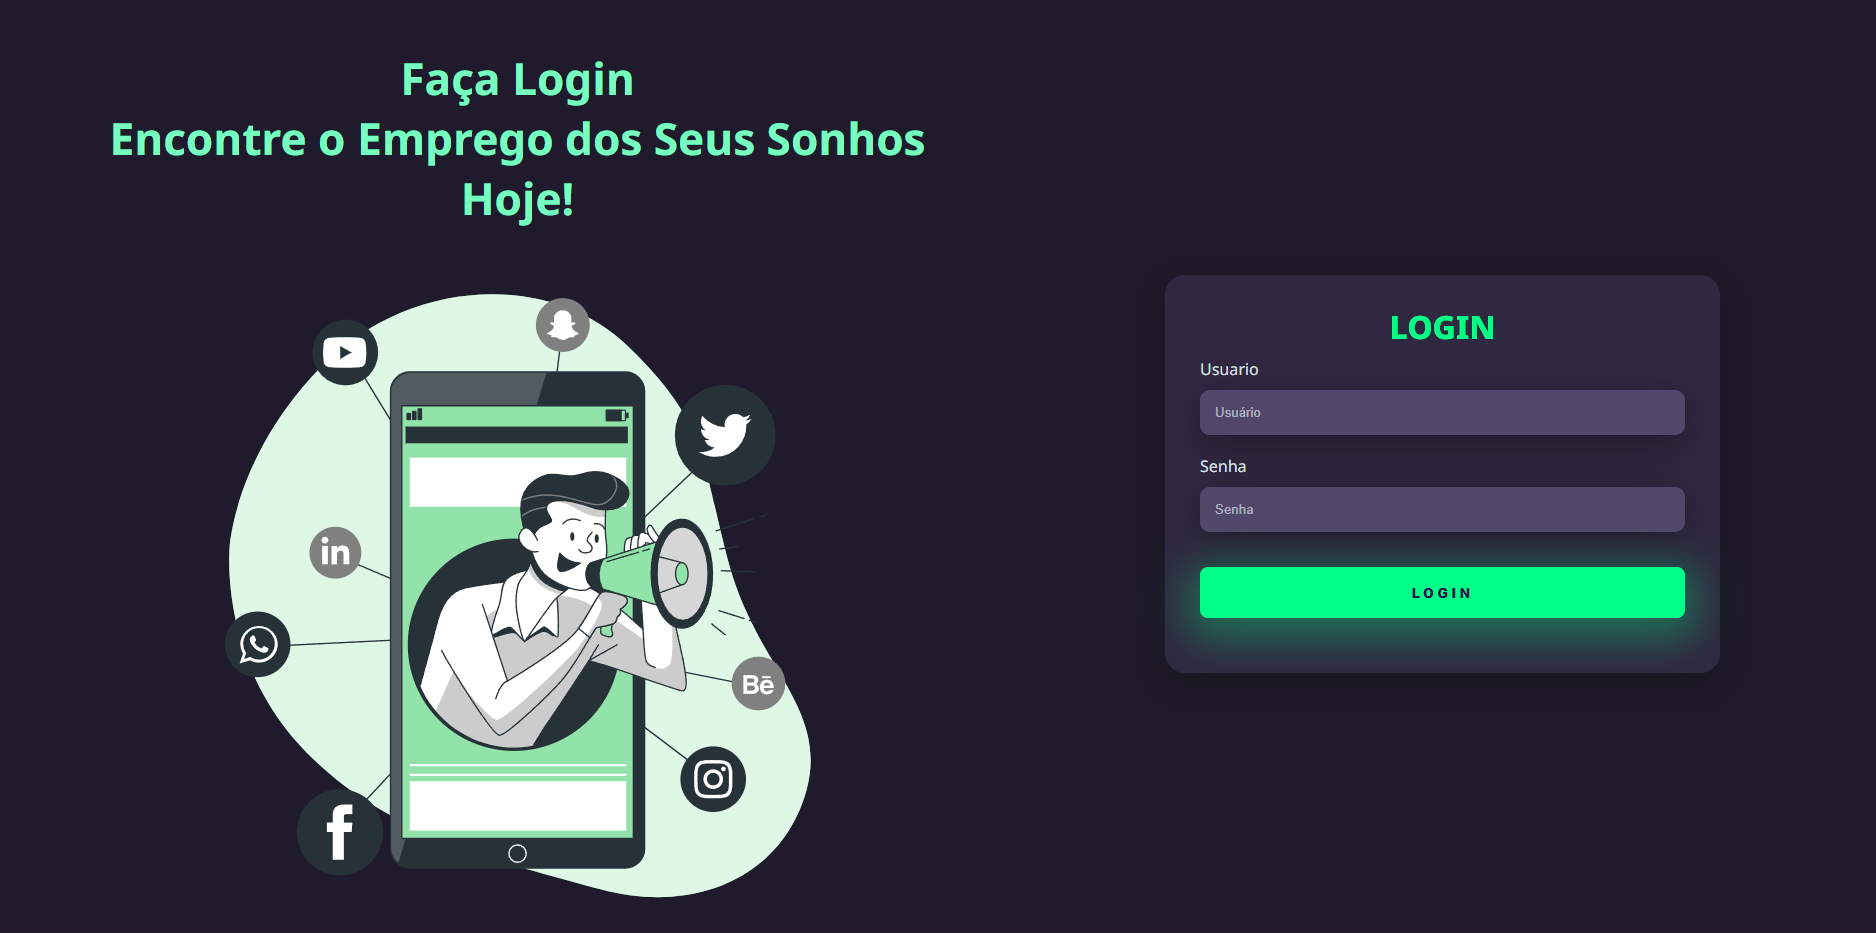 Faça Login
Encontre o Emprego dos Seus Sonhos
Hoje!
in
Bē
f
LOGIN
Usuario
Usuário
Senha
Senha
LOGIN